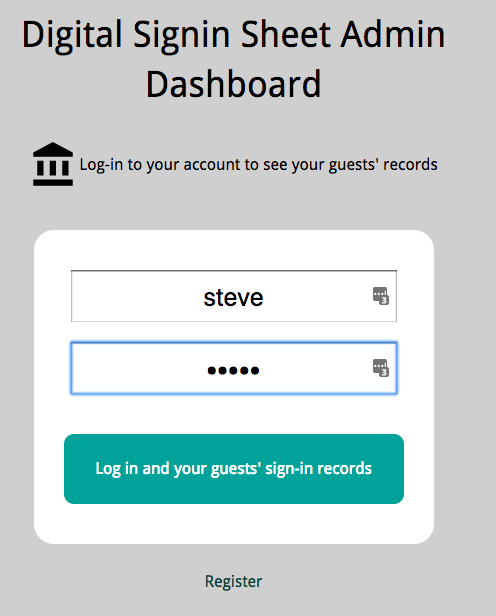 Digital Signin Sheet Admin
Dashboard
Log-in to your account to see your guests' records
steve
•••••
Log in and your guests' sign-in records
Register